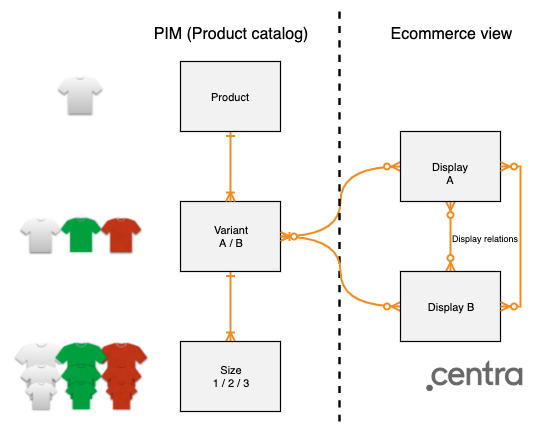 PIM (Product catalog)
Ecommerce view
Product
Display
A
Variant
A / B
Display relations
Display B
Size
1 / 2 / 3
.centra